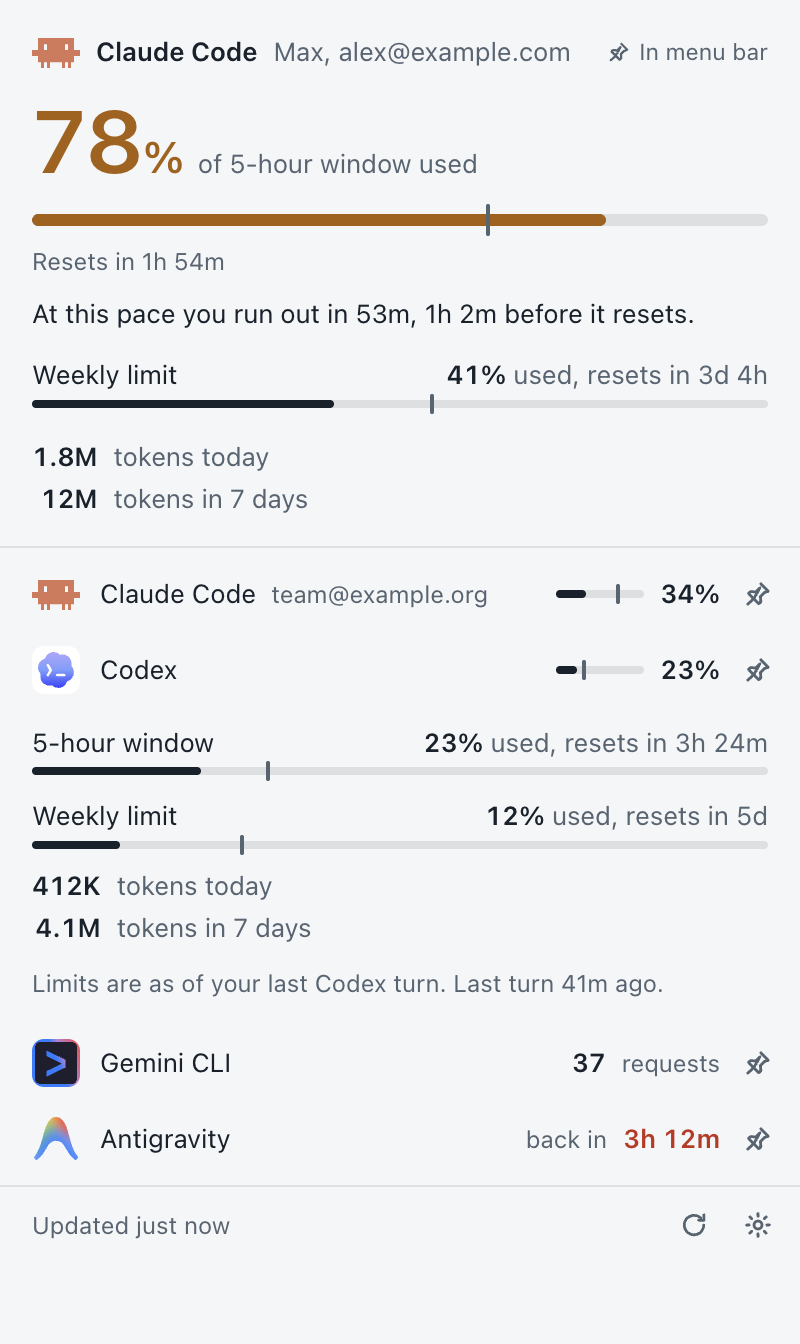 Claude Code Max, alex@example.com In menu bar
78% of 5-hour window used
Resets in 1h 54m
At this pace you run out in 53m, 1h 2m before it resets.
Weekly limit 41% used, resets in 3d 4h
1.8M tokens today
12M tokens in 7 days
Claude Code team@example.org 34%
Codex 23%
5-hour window 23% used, resets in 3h 24m
Weekly limit 12% used, resets in 5d
412K tokens today
4.1M tokens in 7 days
Limits are as of your last Codex turn. Last turn 41m ago.
Gemini CLI 37 requests
Antigravity back in 3h 12m
Updated just now